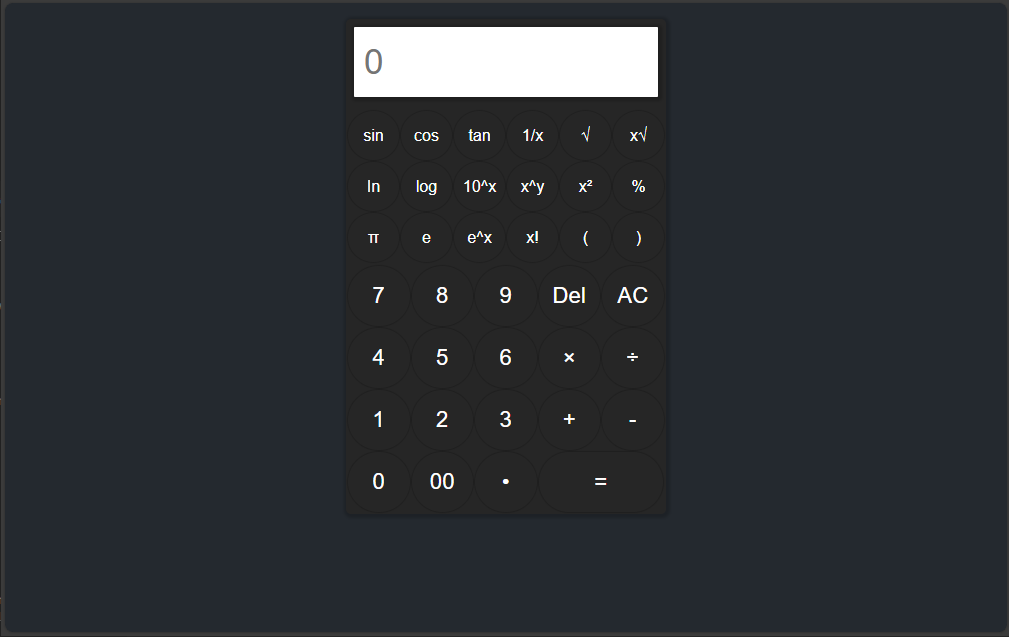 0
sin cos tan 1/x √ x√
ln log 10^x x^y x² %
π e e^x x! ( )
7 8 9 Del AC
4 5 6 × ÷
1 2 3 + -
0 00 • =